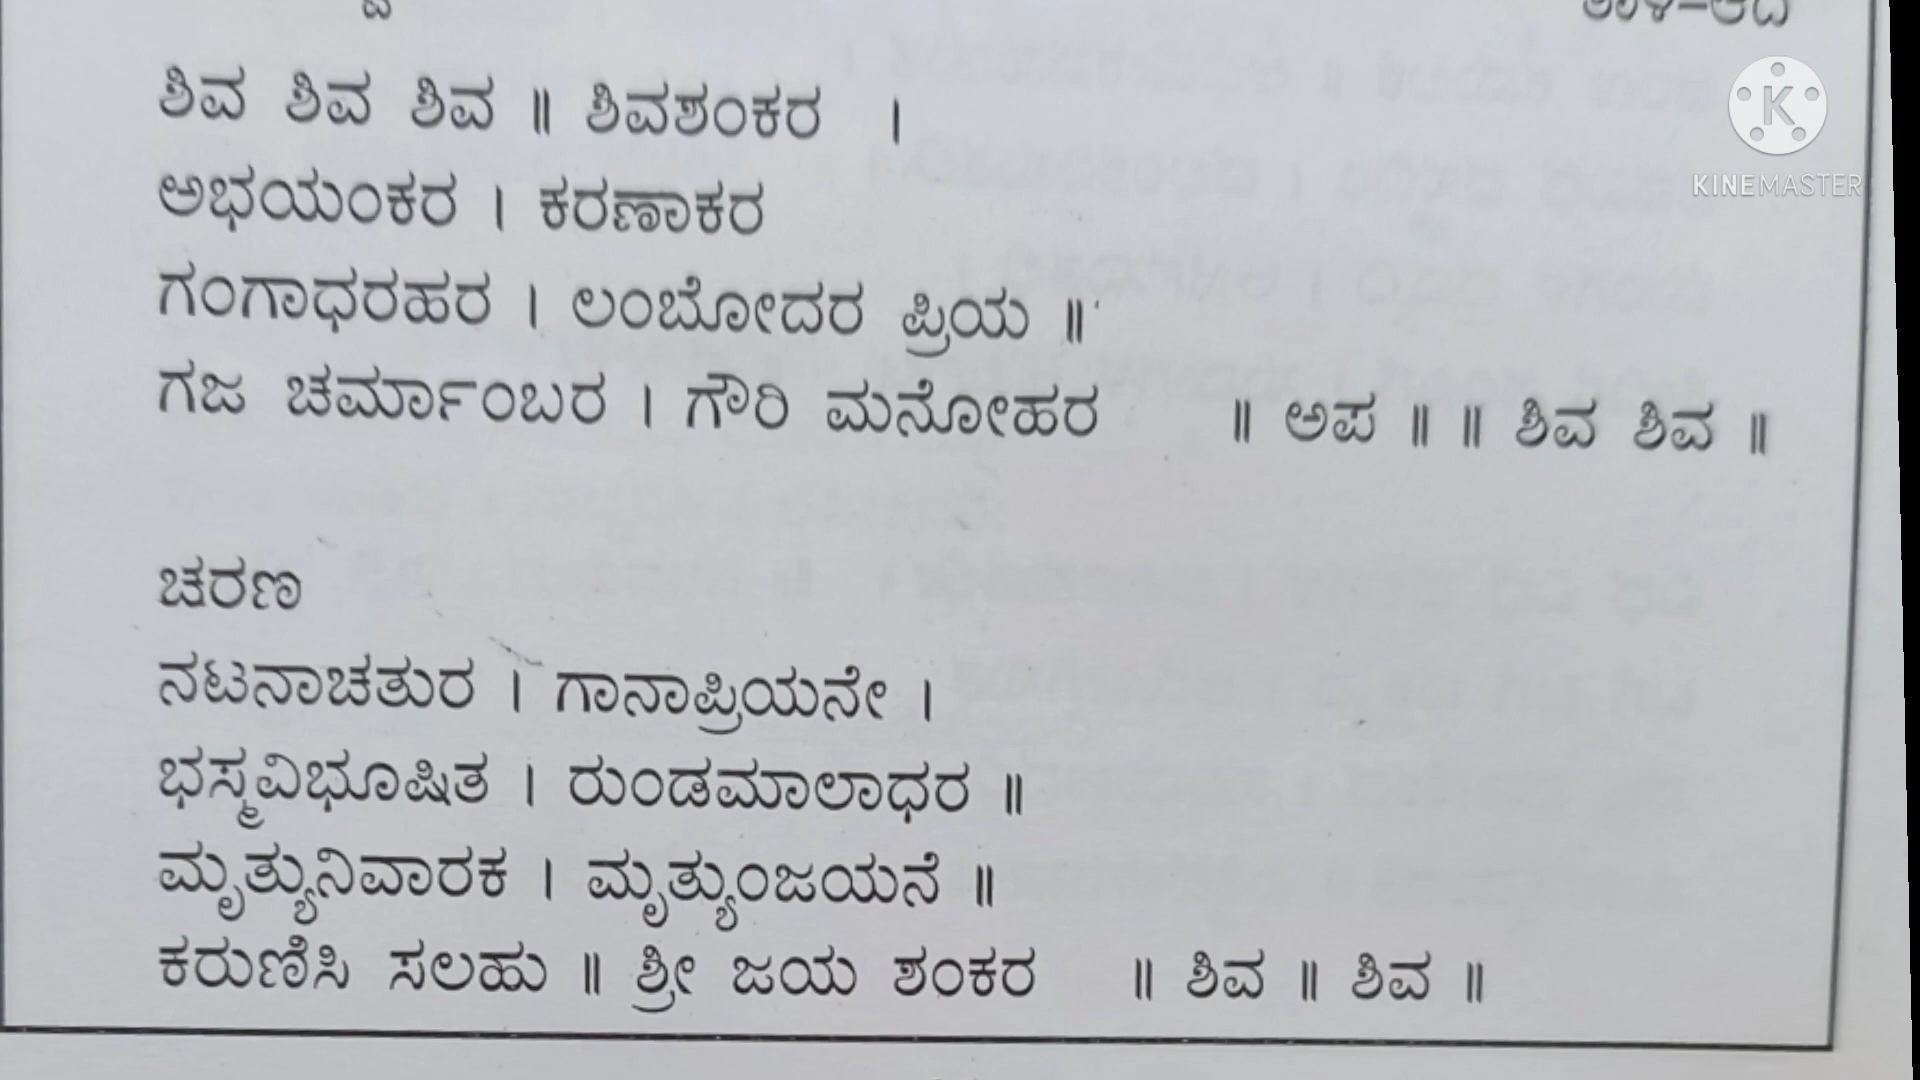 ಶಿವ ಶಿವ ಶಿವ ॥ ಶಿವಶಂಕರ ।
KINEMASTER
ಅಭಯಂಕರ । ಕರಣಾಕರ
ಗಂಗಾಧರಹರ । ಲಂಬೋದರ ಪ್ರಿಯ ॥
ಗಜ ಚರ್ಮಾಂಬರ । ಗೌರಿ ಮನೋಹರ ॥ ಅಪ ॥ ॥ ಶಿವ ಶಿವ ॥
ಚರಣ
ನಟನಾಚತುರ । ಗಾನಾಪ್ರಿಯನೇ ।
ಭಸ್ಮವಿಭೂಷಿತ । ರುಂಡಮಾಲಾಧರ ॥
ಮೃತ್ಯುನಿವಾರಕ । ಮೃತ್ಯುಂಜಯನೆ ॥
ಕರುಣಿಸಿ ಸಲಹು ॥ ಶ್ರೀ ಜಯ ಶಂಕರ ॥ ಶಿವ ॥ ಶಿವ ॥